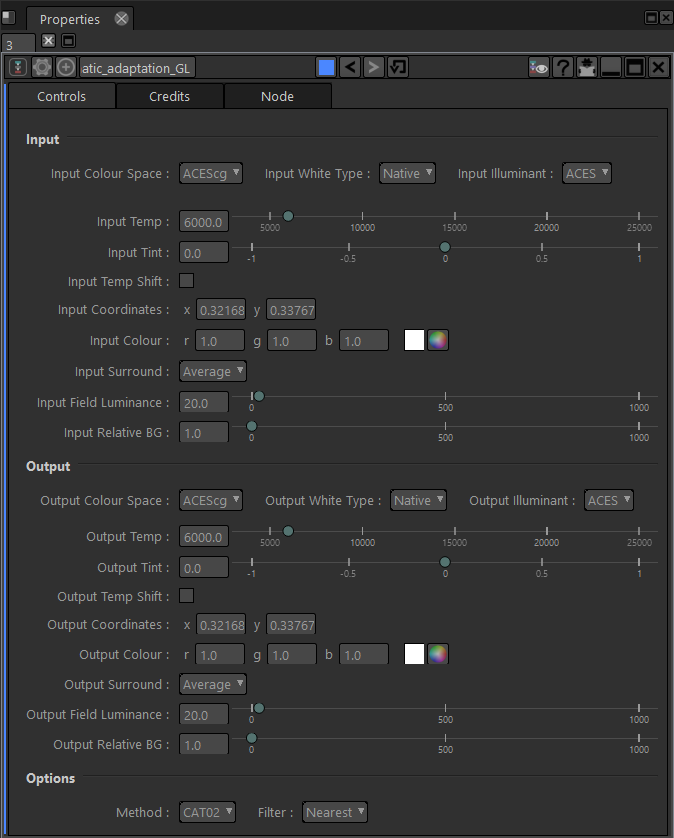 Properties
3
atic_adaptation_GL
Controls Credits Node
Input
Input Colour Space : ACEScg Input White Type : Native Input Illuminant : ACES
Input Temp : 6000.0 5000 10000 15000 20000 25000
Input Tint : 0.0 -1 -0.5 0 0.5 1
Input Temp Shift :
Input Coordinates : x 0.32168 y 0.33767
Input Colour : r 1.0 g 1.0 b 1.0
Input Surround : Average
Input Field Luminance : 20.0 0 500 1000
Input Relative BG : 1.0 0 500 1000
Output
Output Colour Space : ACEScg Output White Type : Native Output Illuminant : ACES
Output Temp : 6000.0 5000 10000 15000 20000 25000
Output Tint : 0.0 -1 -0.5 0 0.5 1
Output Temp Shift :
Output Coordinates : x 0.32168 y 0.33767
Output Colour : r 1.0 g 1.0 b 1.0
Output Surround : Average
Output Field Luminance : 20.0 0 500 1000
Output Relative BG : 1.0 0 500 1000
Options
Method : CAT02 Filter : Nearest